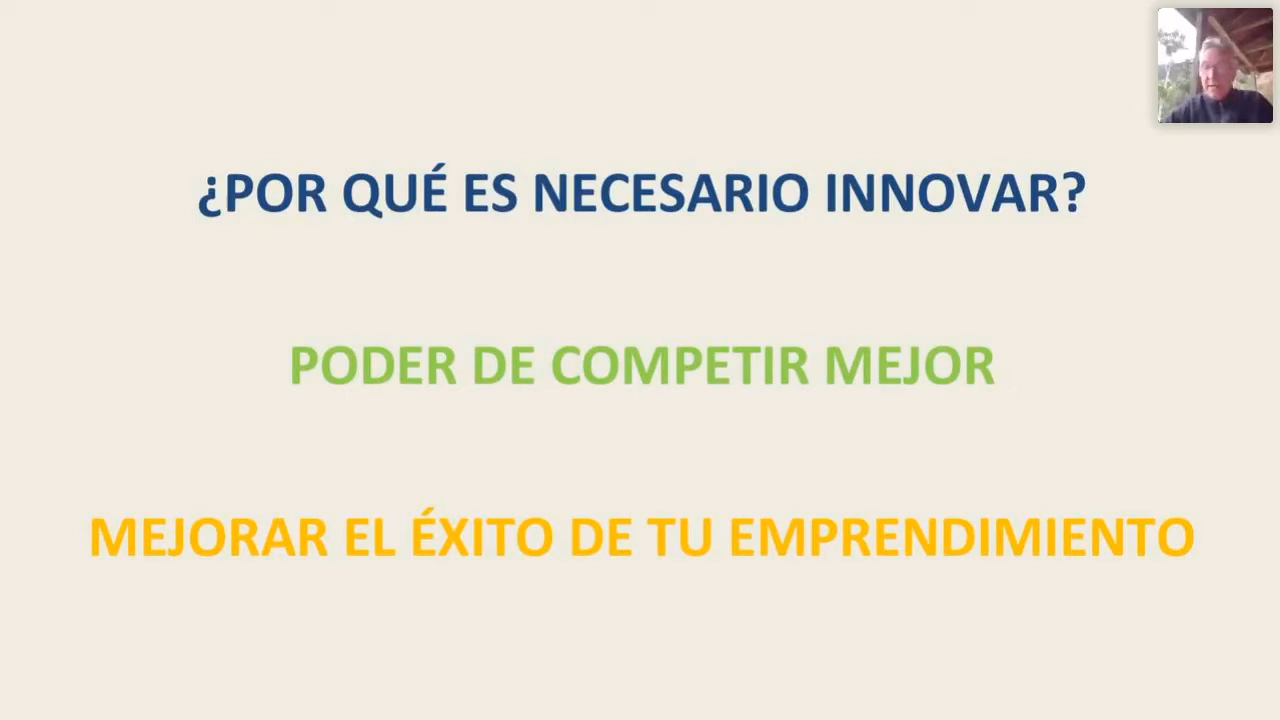 ¿POR QUÉ ES NECESARIO INNOVAR?
PODER DE COMPETIR MEJOR
MEJORAR EL ÉXITO DE TU EMPRENDIMIENTO